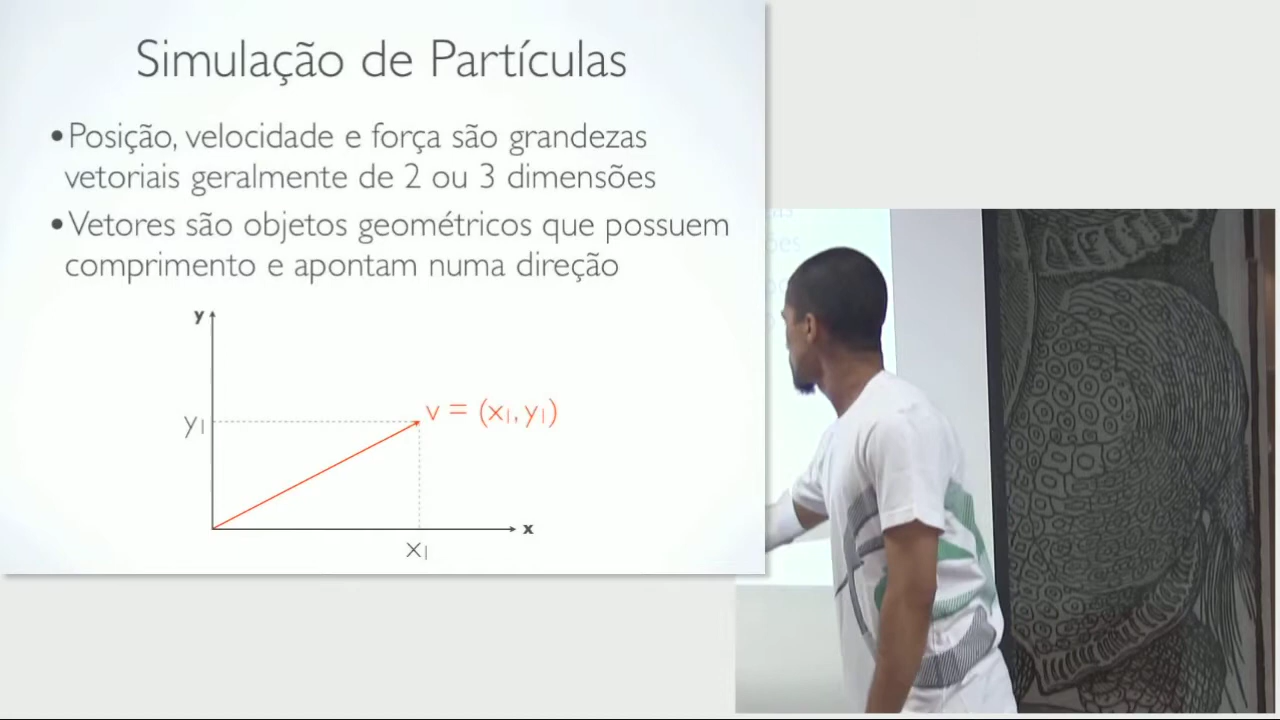 Simulação de Partículas
•Posição, velocidade e força são grandezas
vetoriais geralmente de 2 ou 3 dimensões
•Vetores são objetos geométricos que possuem
comprimento e apontam numa direção
y
y₁
v = (x₁, y₁)
x
x₁